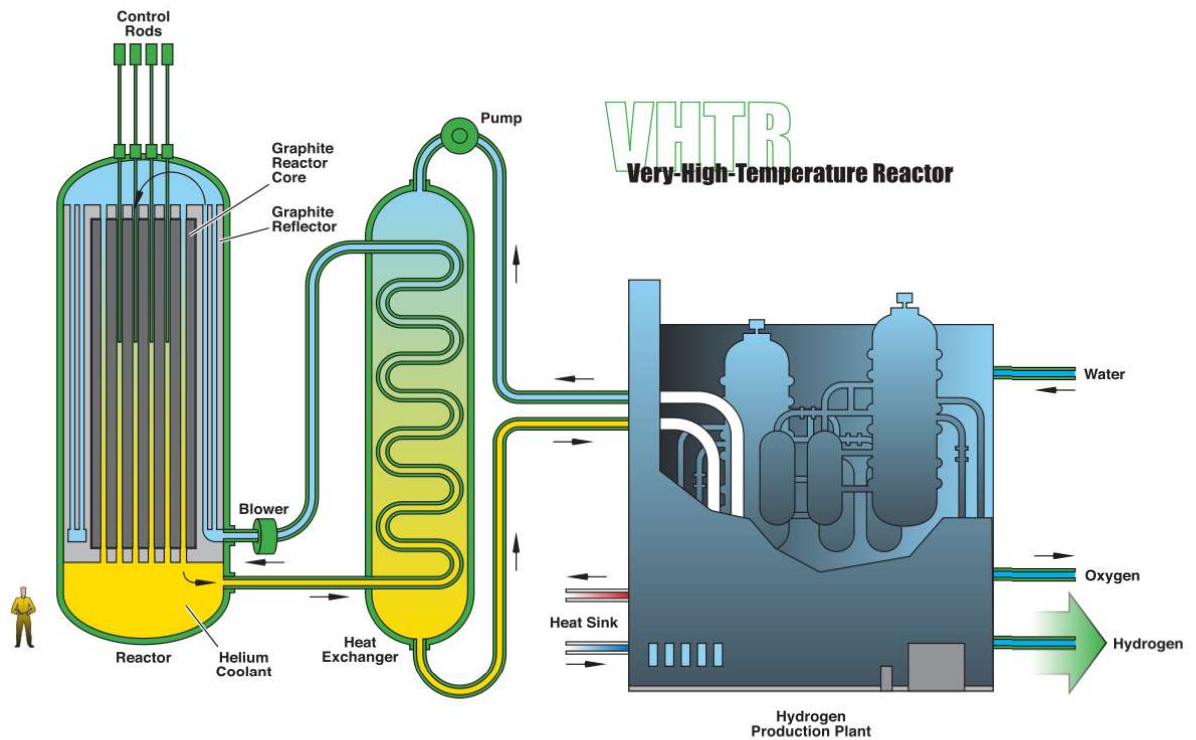 Control
Rods
Pump
VHTR
Very-High-Temperature Reactor
Graphite
Reactor
Core
Graphite
Reflector
Water
Blower
Oxygen
Heat Sink
Hydrogen
Heat
Exchanger
Reactor
Helium
Coolant
Hydrogen
Production Plant